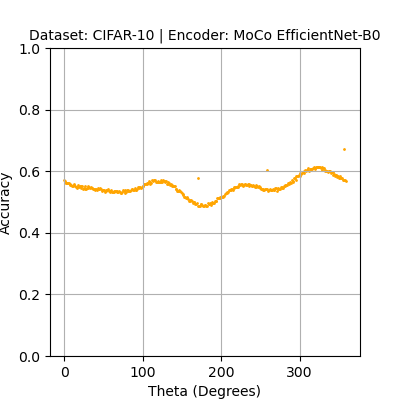 Dataset: CIFAR-10 | Encoder: MoCo EfficientNet-B0
1.0
0.8
0.6
0.4
0.2
0.0
Accuracy
0 100 200 300
Theta (Degrees)